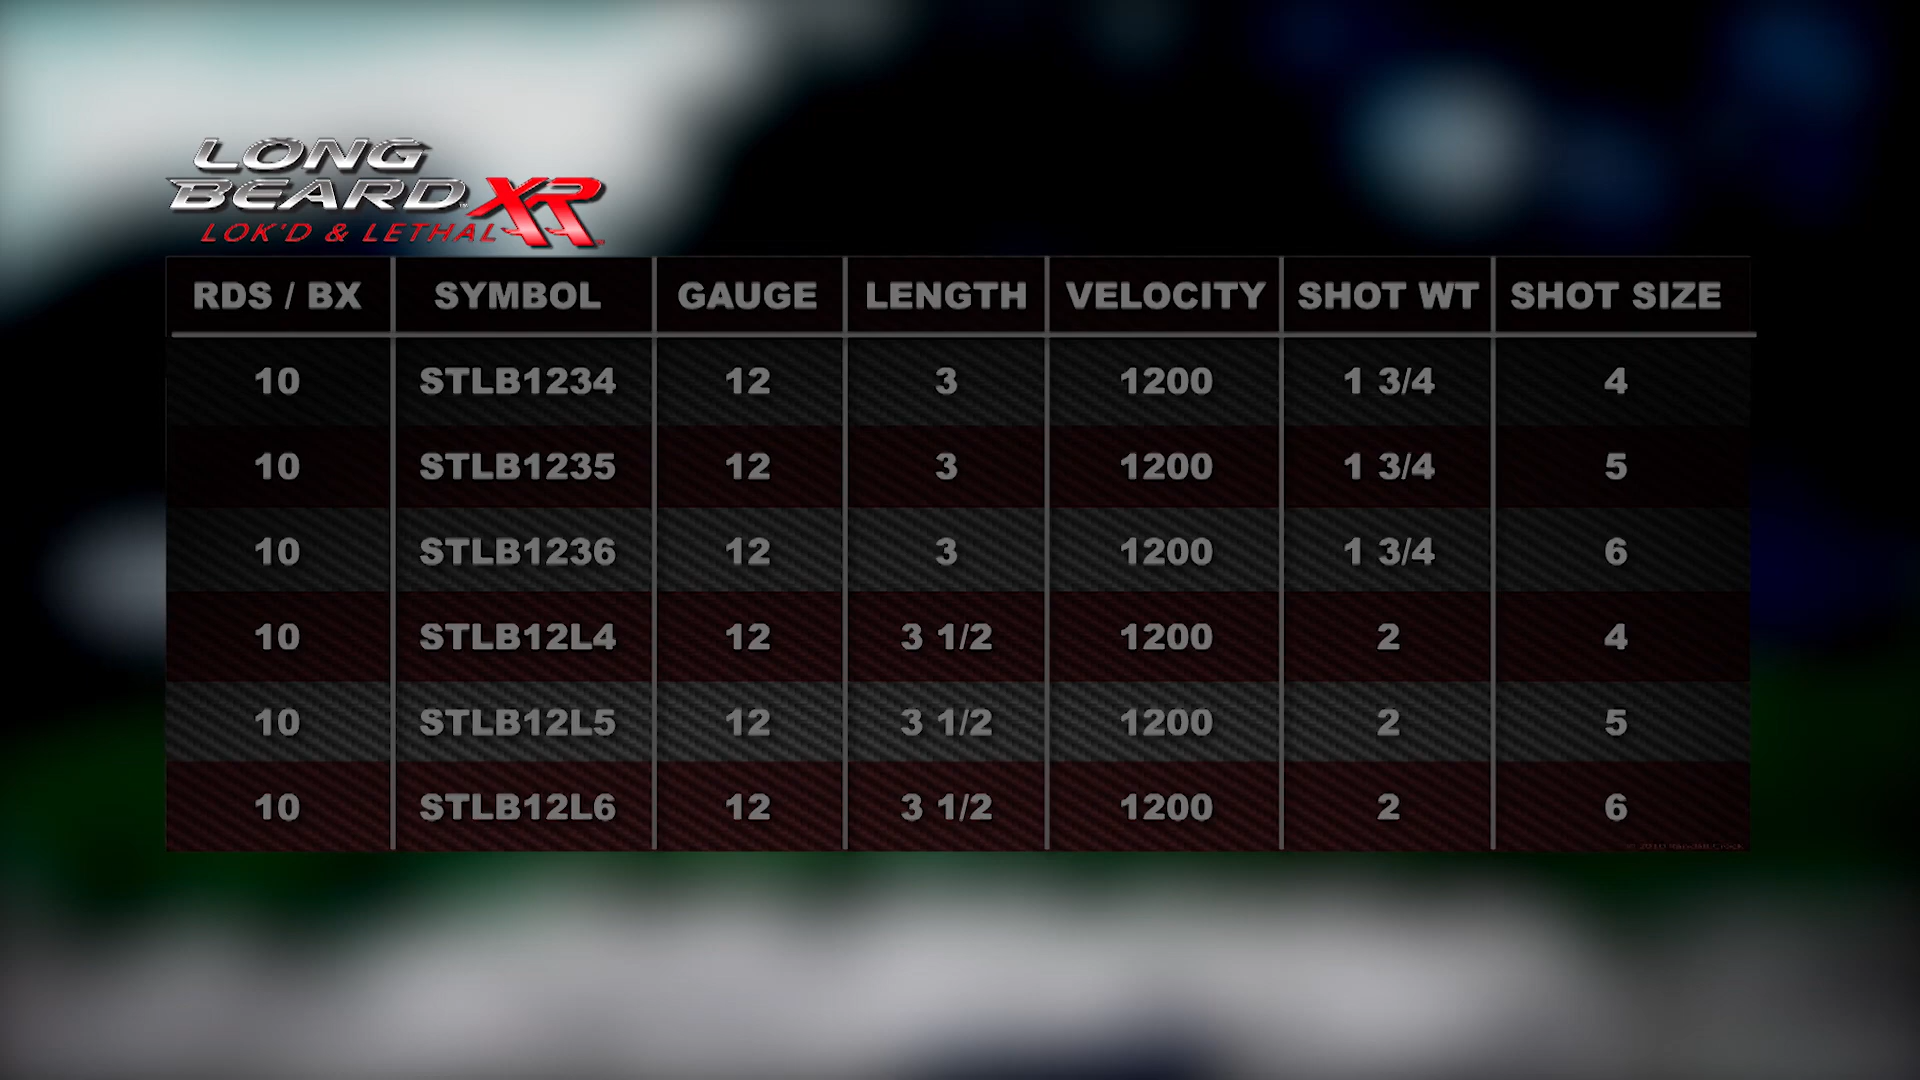 LONG
BEARD XR
LOK'D & LETHAL
RDS / BX SYMBOL GAUGE LENGTH VELOCITY SHOT WT SHOT SIZE
10 STLB1234 12 3 1200 1 3/4 4
10 STLB1235 12 3 1200 1 3/4 5
10 STLB1236 12 3 1200 1 3/4 6
10 STLB12L4 12 3 1/2 1200 2 4
10 STLB12L5 12 3 1/2 1200 2 5
10 STLB12L6 12 3 1/2 1200 2 6